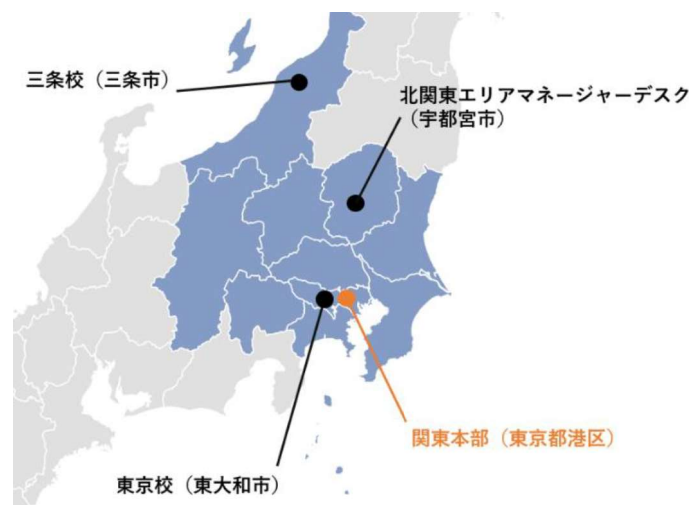 三条校（三条市）
北関東エリアマネージャーデスク
（宇都宮市）
関東本部（東京都港区）
東京校（東大和市）